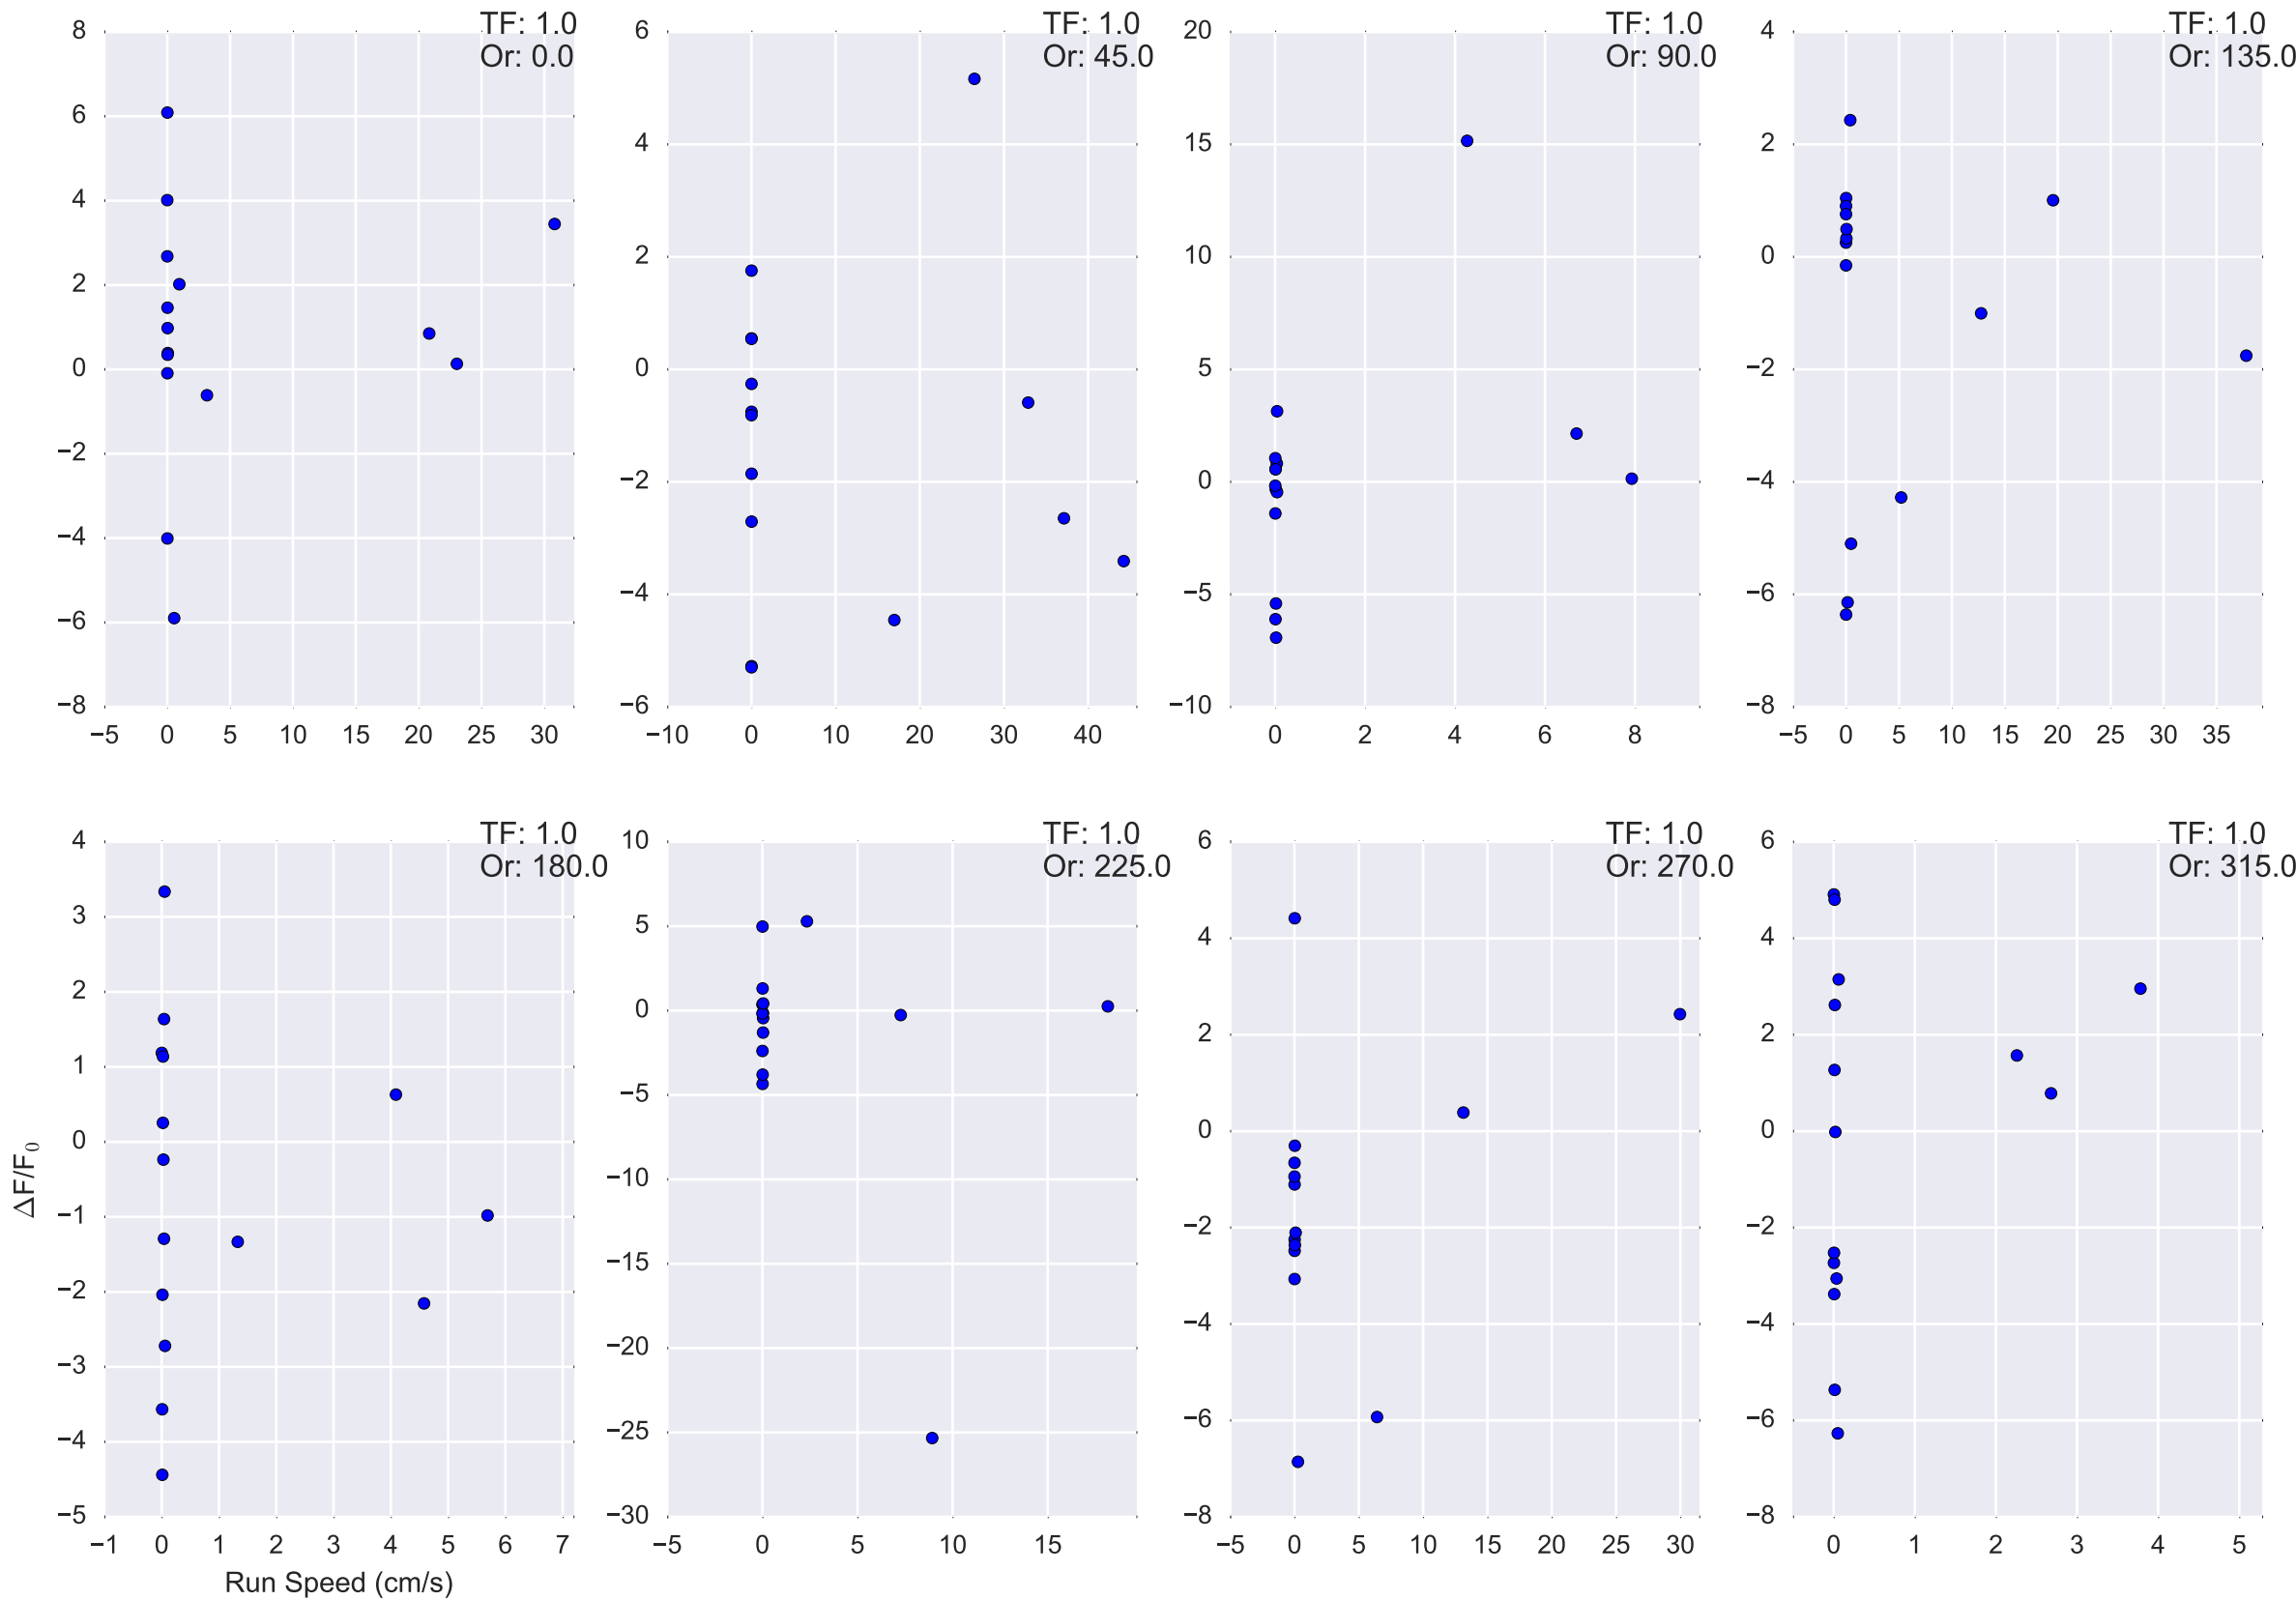 TF: 1.0
Or: 0.0
8
6
4
2
0
−2
−4
−6
−8
−5 0 5 10 15 20 25 30
TF: 1.0
Or: 45.0
6
4
2
0
−2
−4
−6
−10 0 10 20 30 40
TF: 1.0
Or: 90.0
20
15
10
5
0
−5
−10
0 2 4 6 8
TF: 1.0
Or: 135.0
4
2
0
−2
−4
−6
−8
−5 0 5 10 15 20 25 30 35
TF: 1.0
Or: 180.0
4
3
2
1
0
−1
−2
−3
−4
−5
−1 0 1 2 3 4 5 6 7
Run Speed (cm/s)
ΔF/F₀
TF: 1.0
Or: 225.0
10
5
0
−5
−10
−15
−20
−25
−30
−5 0 5 10 15
TF: 1.0
Or: 270.0
6
4
2
0
−2
−4
−6
−8
−5 0 5 10 15 20 25 30
TF: 1.0
Or: 315.0
6
4
2
0
−2
−4
−6
−8
0 1 2 3 4 5